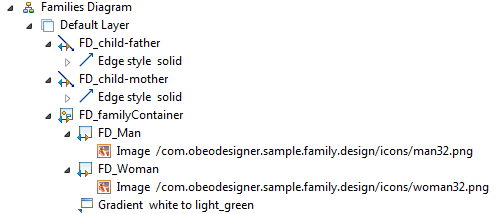 Families Diagram
Default Layer
FD_child-father
Edge style solid
FD_child-mother
Edge style solid
FD_familyContainer
FD_Man
Image /com.obeodesigner.sample.family.design/icons/man32.png
FD_Woman
Image /com.obeodesigner.sample.family.design/icons/woman32.png
Gradient white to light_green